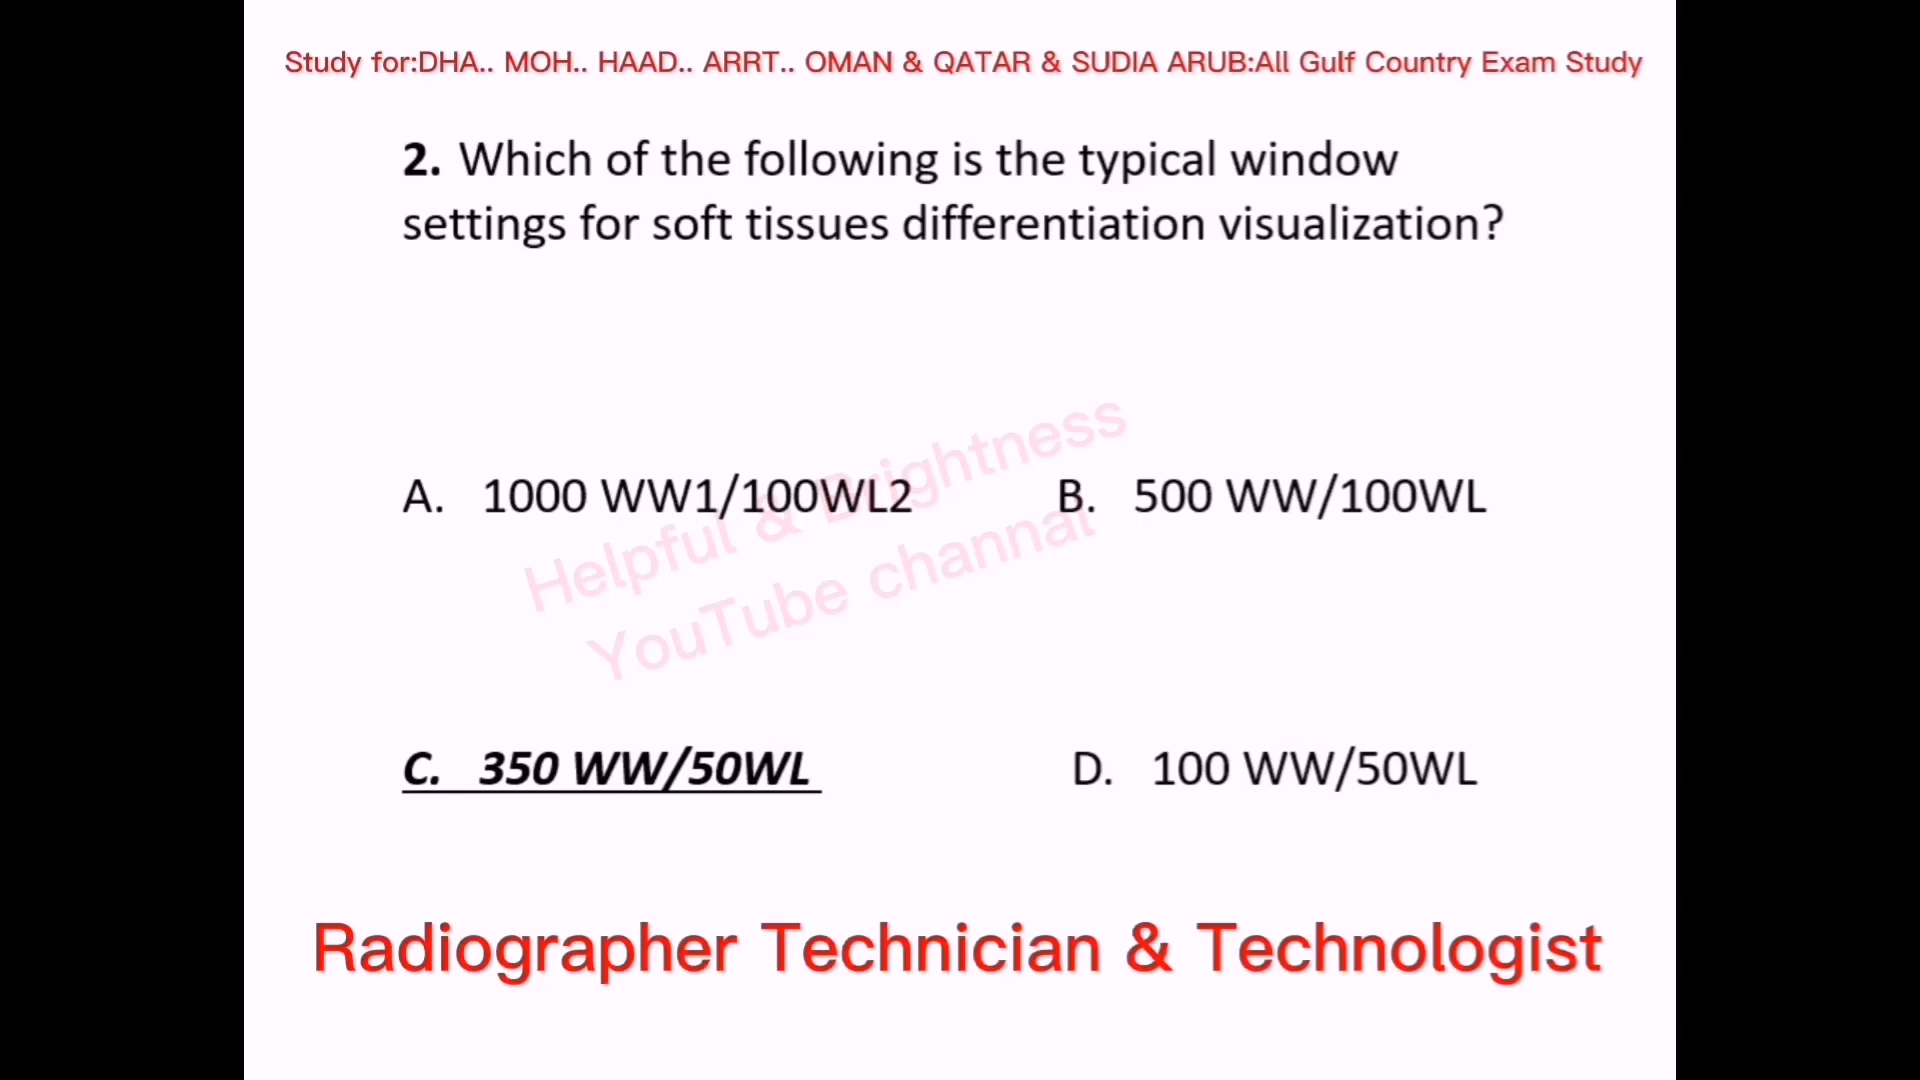 Study for:DHA.. MOH.. HAAD.. ARRT.. OMAN & QATAR & SUDIA ARUB:All Gulf Country Exam Study
2. Which of the following is the typical window
settings for soft tissues differentiation visualization?
A. 1000 WW1/100WL2
B. 500 WW/100WL
Helpful & Brightness
YouTube channal
C. 350 WW/50WL
D. 100 WW/50WL
Radiographer Technician & Technologist